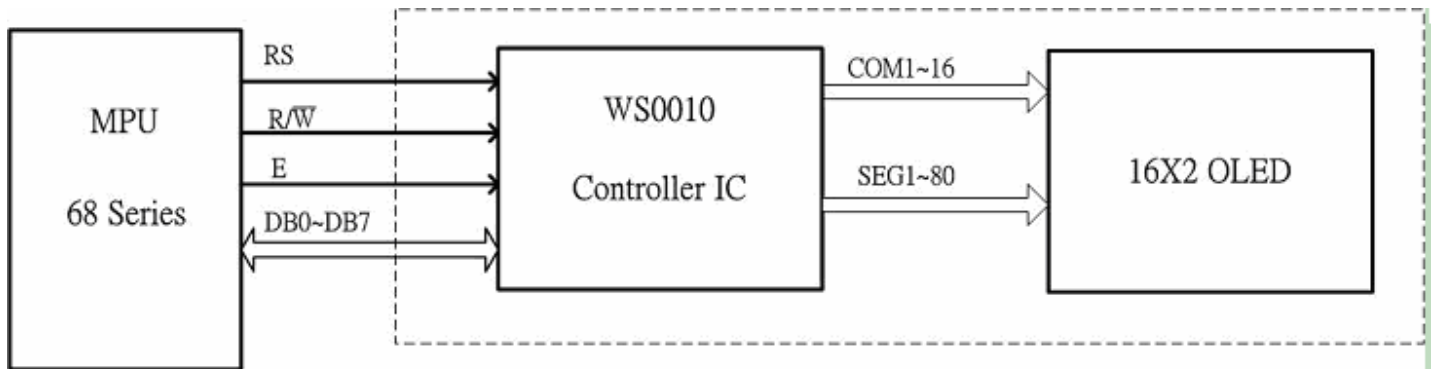 MPU
68 Series
RS
R/W̅
E
DB0~DB7
WS0010
Controller IC
COM1~16
SEG1~80
16X2 OLED